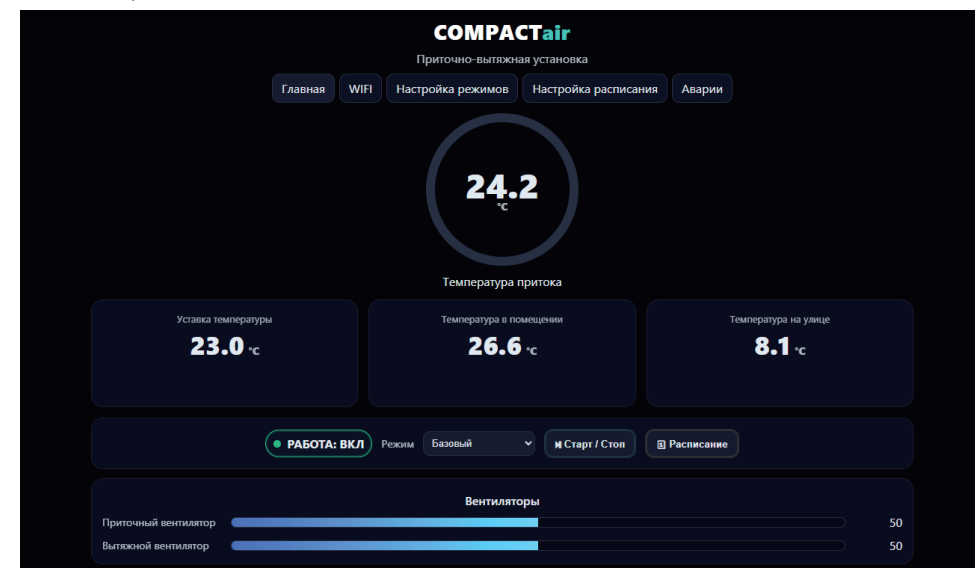 COMPACTair
Приточно-вытяжная установка
Главная WIFI Настройка режимов Настройка расписания Аварии
24.2
°C
Температура притока
Уставка температуры Температура в помещении Температура на улице
23.0 °C 26.6 °C 8.1 °C
РАБОТА: ВКЛ Режим Базовый Старт / Стоп Расписание
Вентиляторы
Приточный вентилятор 50
Вытяжной вентилятор 50